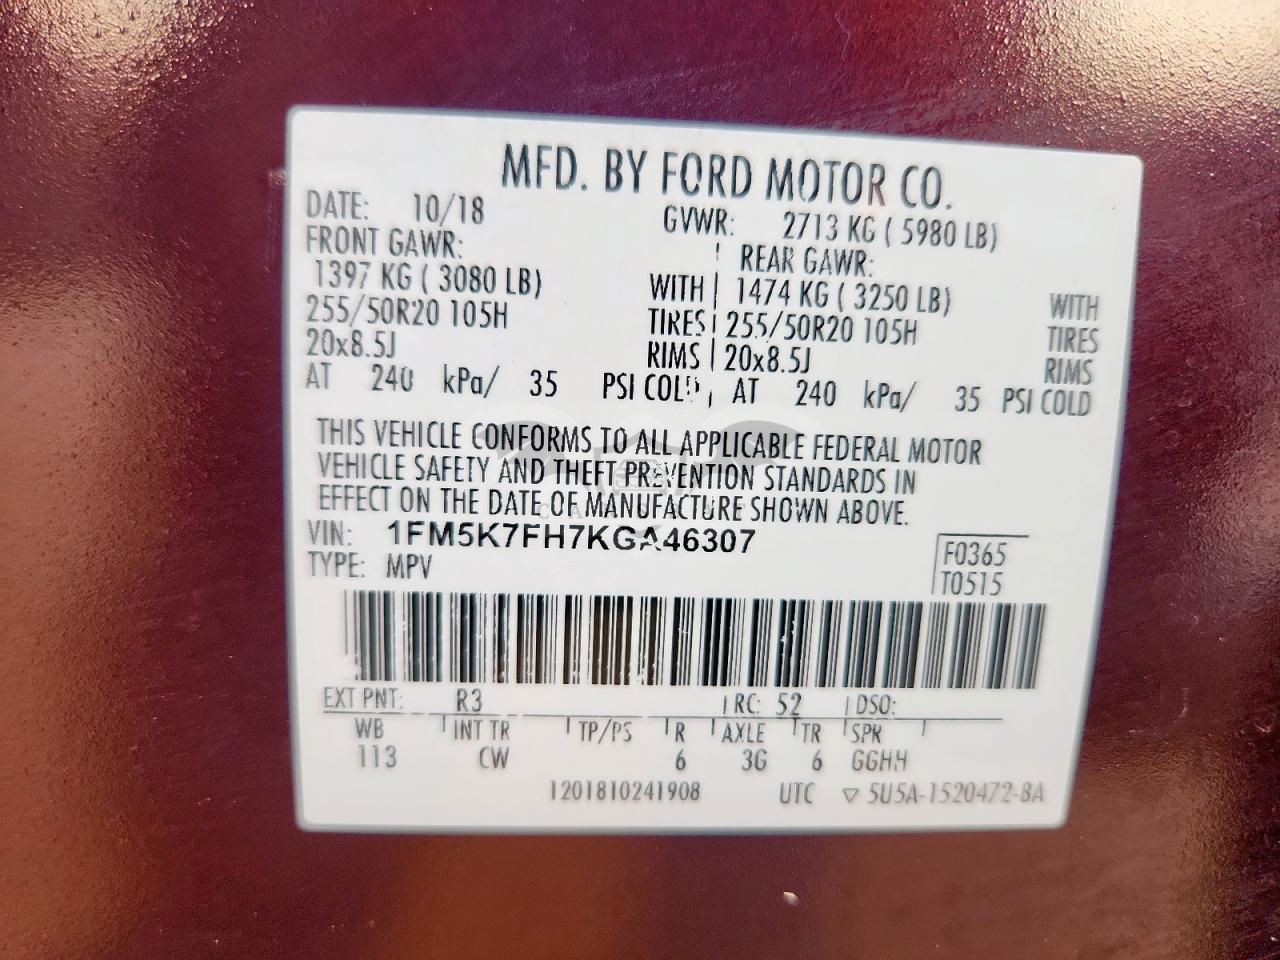 MFD. BY FORD MOTOR CO.
DATE: 10/18 GVWR: 2713 KG ( 5980 LB)
FRONT GAWR: REAR GAWR:
1397 KG ( 3080 LB) WITH 1474 KG ( 3250 LB) WITH
255/50R20 105H TIRES 255/50R20 105H TIRES
20x8.5J RIMS 20x8.5J RIMS
AT 240 kPa/ 35 PSI COLD AT 240 kPa/ 35 PSI COLD
THIS VEHICLE CONFORMS TO ALL APPLICABLE FEDERAL MOTOR
VEHICLE SAFETY AND THEFT PREVENTION STANDARDS IN
EFFECT ON THE DATE OF MANUFACTURE SHOWN ABOVE.
VIN: 1FM5K7FH7KGA46307
TYPE: MPV
F0365
T0515
EXT PNT: R3 RC: 52 DSO:
WB INT TR TP/PS R AXLE TR SPR
113 CW 6 3G 6 GGHH
1201810241908 UTC ▽ 5U5A-1520472-BA